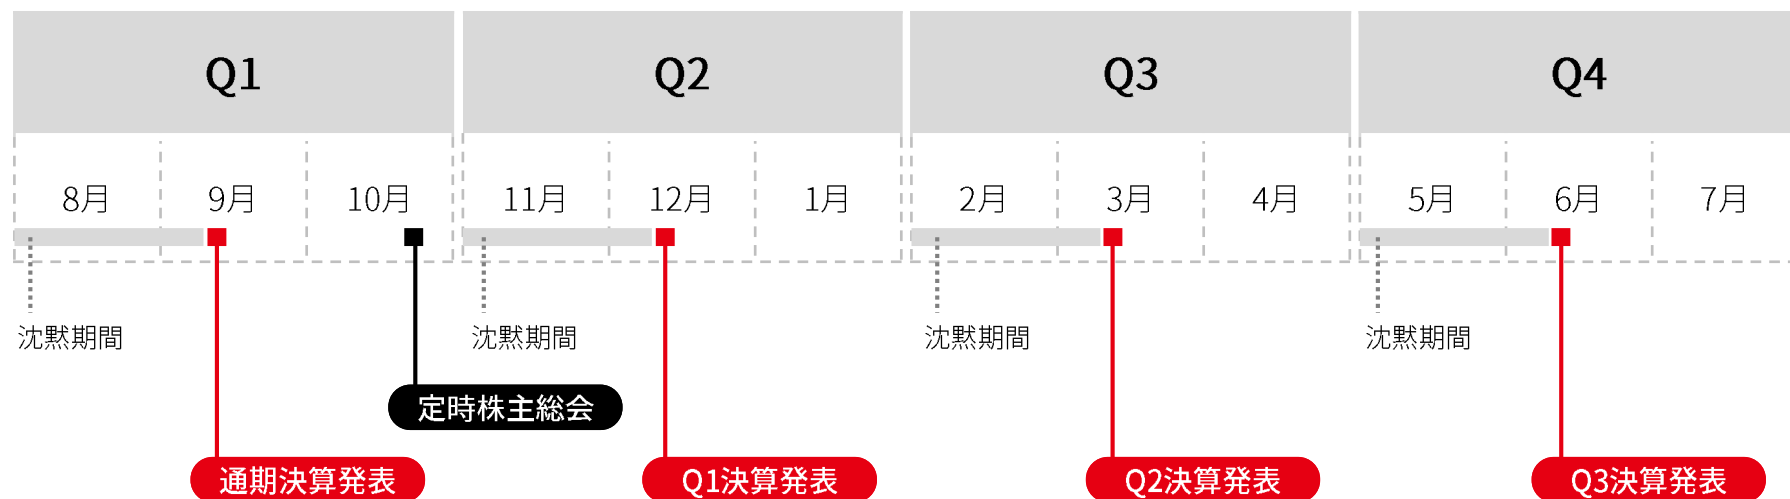 Q1 Q2 Q3 Q4
8月 9月 10月 11月 12月 1月 2月 3月 4月 5月 6月 7月
沈黙期間 沈黙期間 沈黙期間 沈黙期間
定時株主総会
通期決算発表 Q1決算発表 Q2決算発表 Q3決算発表